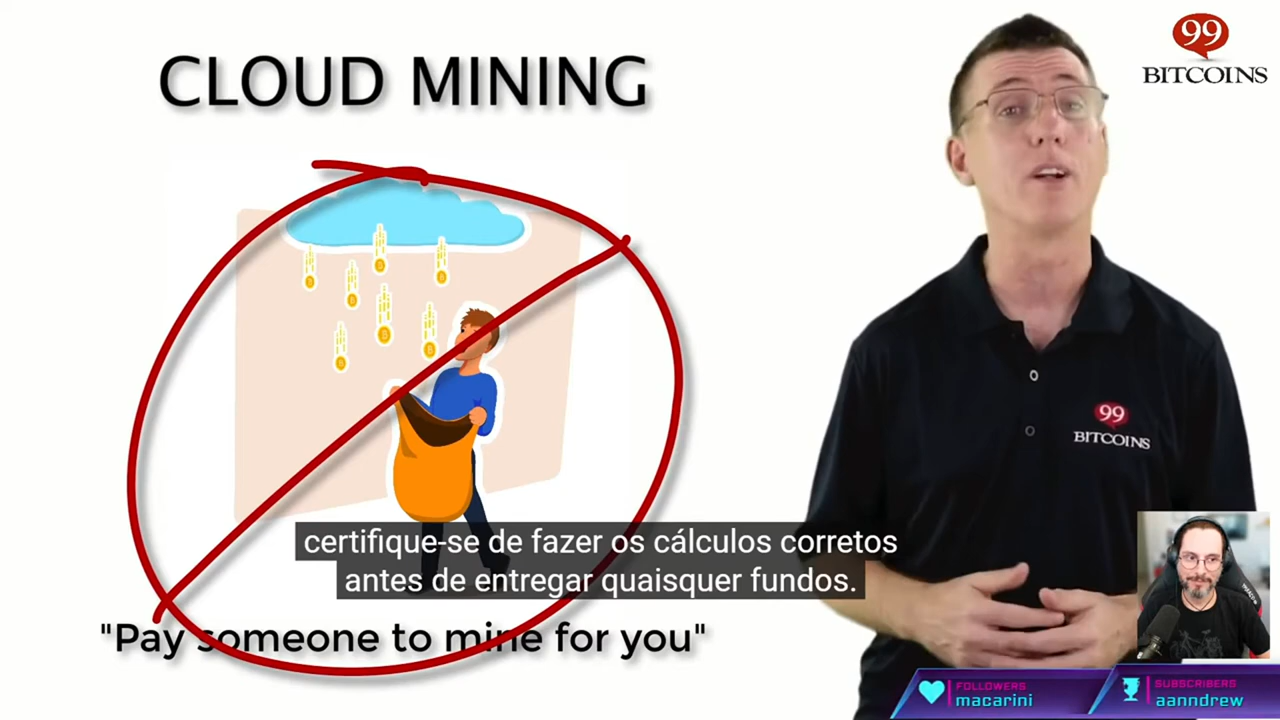 CLOUD MINING
99
BITCOINS
99
BITCOINS
certifique-se de fazer os cálculos corretos
antes de entregar quaisquer fundos.
"Pay someone to mine for you"
FOLLOWERS
macarini
SUBSCRIBERS
aanndrew